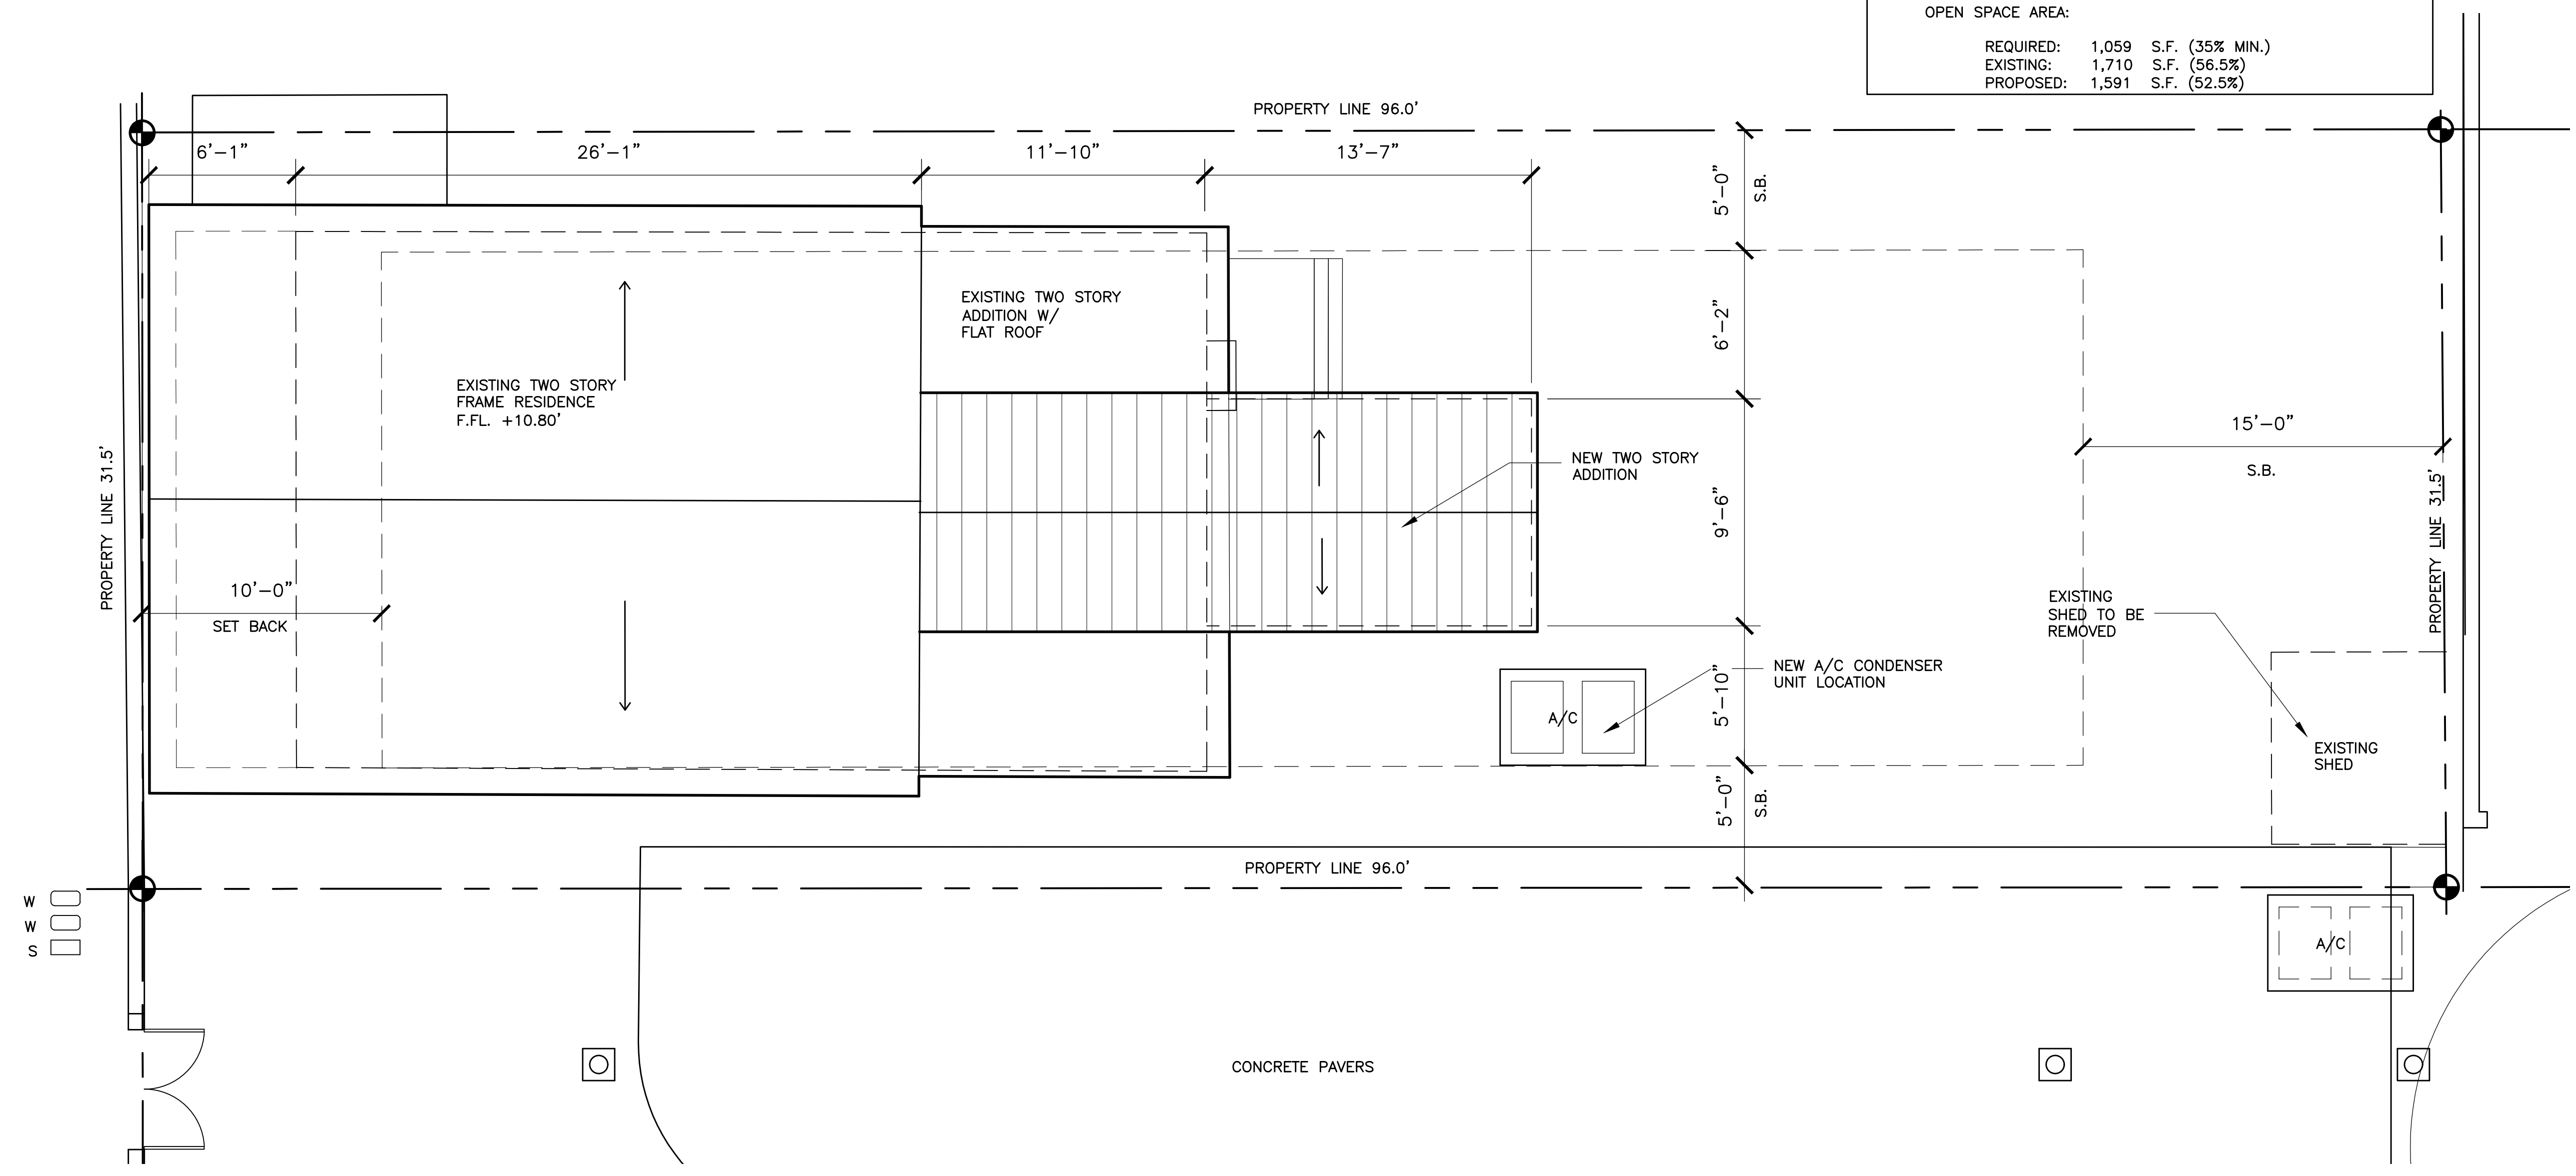 OPEN SPACE AREA:
REQUIRED: 1,059 S.F. (35% MIN.)
EXISTING: 1,710 S.F. (56.5%)
PROPOSED: 1,591 S.F. (52.5%)
PROPERTY LINE 96.0'
6'-1"
26'-1"
11'-10"
13'-7"
5'-0"
S.B.
EXISTING TWO STORY
ADDITION W/
FLAT ROOF
6'-2"
EXISTING TWO STORY
FRAME RESIDENCE
F.FL. +10.80'
15'-0"
S.B.
PROPERTY LINE 31.5'
NEW TWO STORY
ADDITION
9'-6"
PROPERTY LINE 31.5'
10'-0"
SET BACK
EXISTING
SHED TO BE
REMOVED
NEW A/C CONDENSER
UNIT LOCATION
5'-10"
A/C
EXISTING
SHED
5'-0"
S.B.
PROPERTY LINE 96.0'
W
W
S
A/C
CONCRETE PAVERS